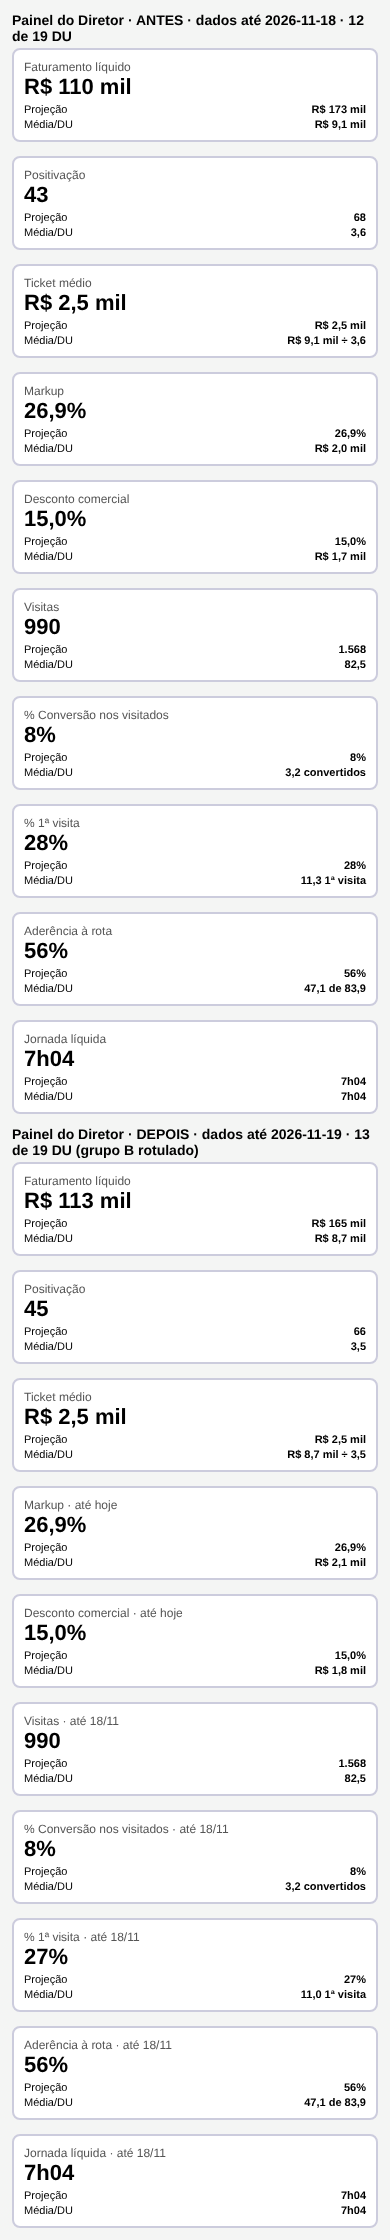 Painel do Diretor · ANTES · dados até 2026-11-18 · 12
de 19 DU
Faturamento líquido
R$ 110 mil
Projeção R$ 173 mil
Média/DU R$ 9,1 mil
Positivação
43
Projeção 68
Média/DU 3,6
Ticket médio
R$ 2,5 mil
Projeção R$ 2,5 mil
Média/DU R$ 9,1 mil ÷ 3,6
Markup
26,9%
Projeção 26,9%
Média/DU R$ 2,0 mil
Desconto comercial
15,0%
Projeção 15,0%
Média/DU R$ 1,7 mil
Visitas
990
Projeção 1.568
Média/DU 82,5
% Conversão nos visitados
8%
Projeção 8%
Média/DU 3,2 convertidos
% 1ª visita
28%
Projeção 28%
Média/DU 11,3 1ª visita
Aderência à rota
56%
Projeção 56%
Média/DU 47,1 de 83,9
Jornada líquida
7h04
Projeção 7h04
Média/DU 7h04
Painel do Diretor · DEPOIS · dados até 2026-11-19 · 13
de 19 DU (grupo B rotulado)
Faturamento líquido
R$ 113 mil
Projeção R$ 165 mil
Média/DU R$ 8,7 mil
Positivação
45
Projeção 66
Média/DU 3,5
Ticket médio
R$ 2,5 mil
Projeção R$ 2,5 mil
Média/DU R$ 8,7 mil ÷ 3,5
Markup · até hoje
26,9%
Projeção 26,9%
Média/DU R$ 2,1 mil
Desconto comercial · até hoje
15,0%
Projeção 15,0%
Média/DU R$ 1,8 mil
Visitas · até 18/11
990
Projeção 1.568
Média/DU 82,5
% Conversão nos visitados · até 18/11
8%
Projeção 8%
Média/DU 3,2 convertidos
% 1ª visita · até 18/11
27%
Projeção 27%
Média/DU 11,0 1ª visita
Aderência à rota · até 18/11
56%
Projeção 56%
Média/DU 47,1 de 83,9
Jornada líquida · até 18/11
7h04
Projeção 7h04
Média/DU 7h04